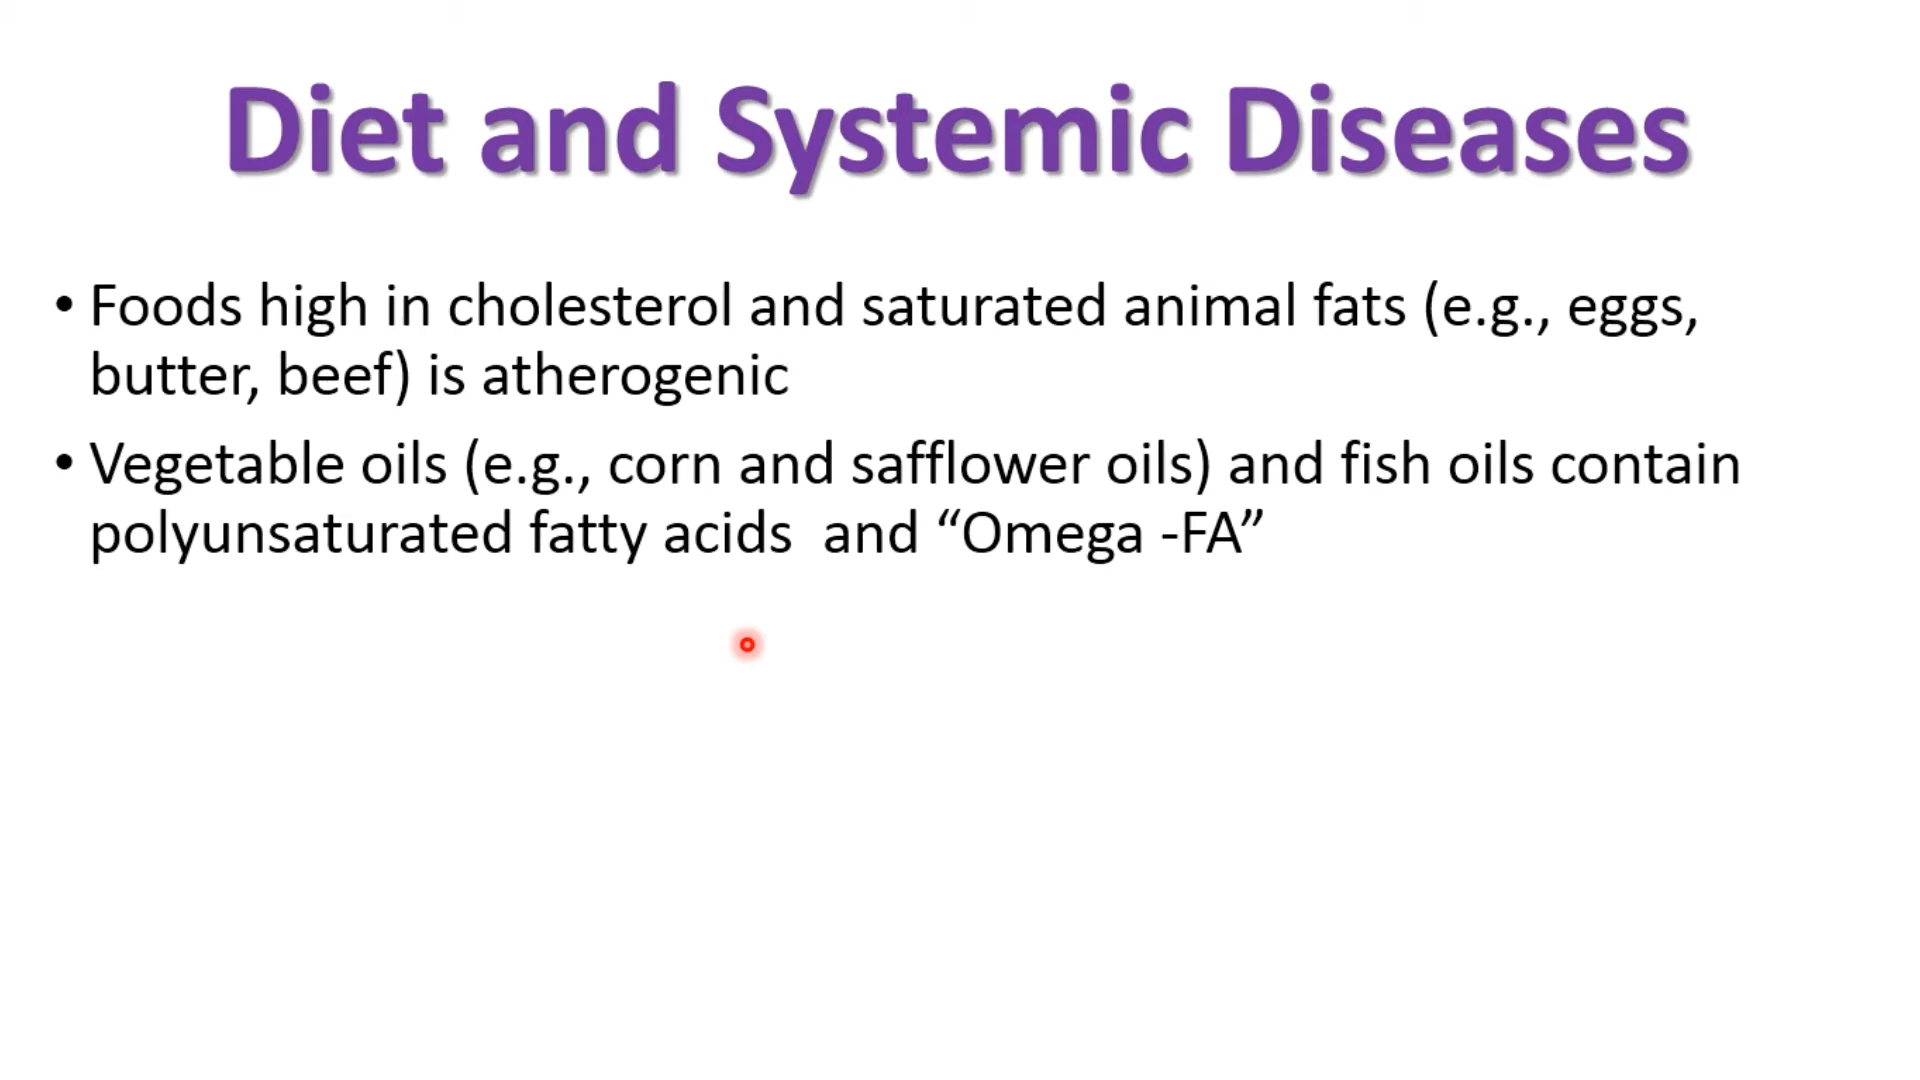 Diet and Systemic Diseases
• Foods high in cholesterol and saturated animal fats (e.g., eggs,
butter, beef) is atherogenic
• Vegetable oils (e.g., corn and safflower oils) and fish oils contain
polyunsaturated fatty acids  and “Omega -FA”